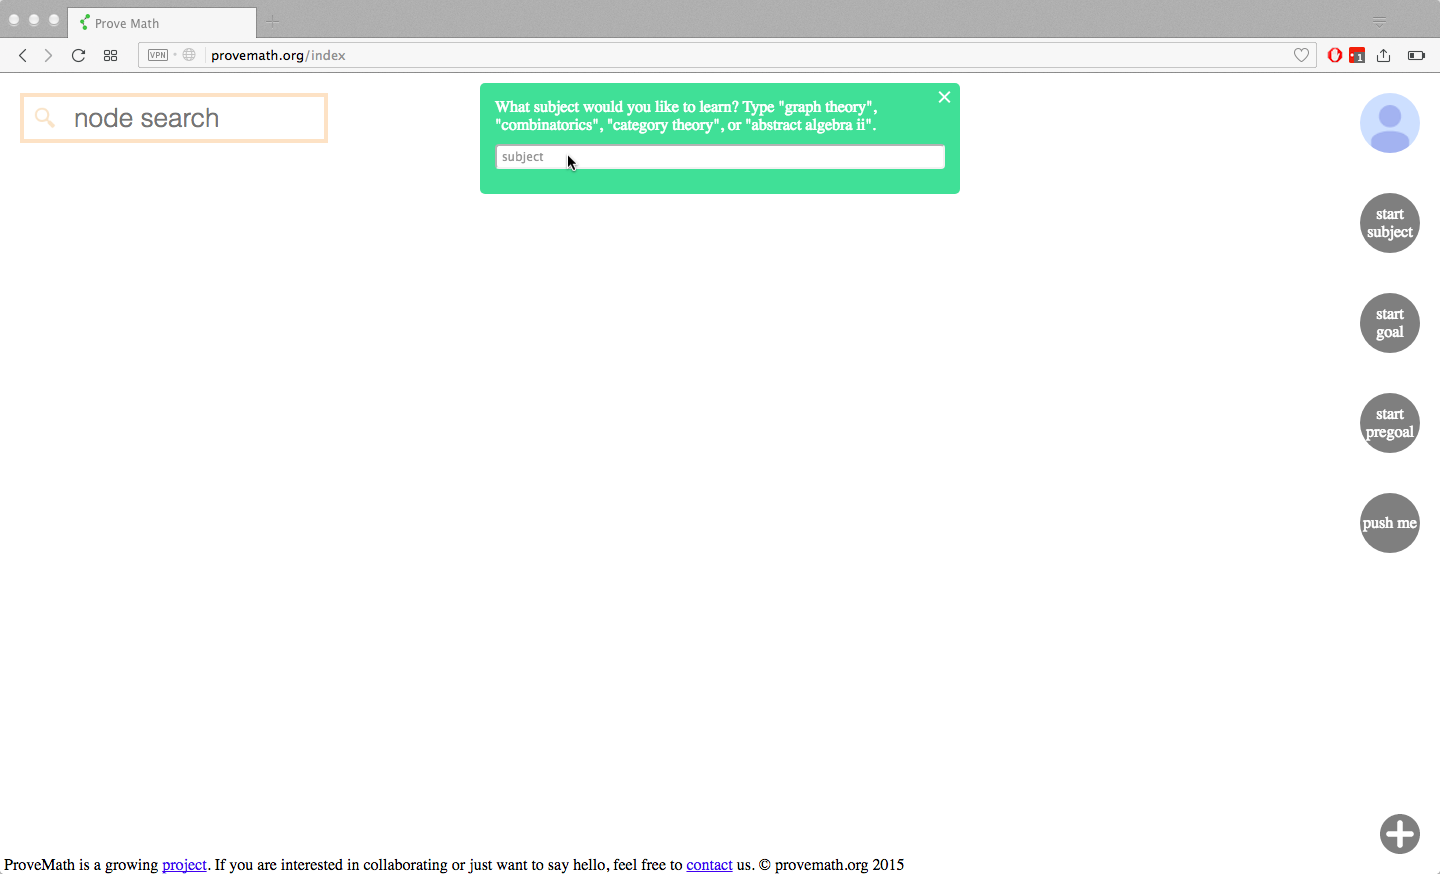 Prove Math
VPN
provemath.org/index
1
node search
What subject would you like to learn? Type "graph theory",
"combinatorics", "category theory", or "abstract algebra ii".
subject
start
subject
start
goal
start
pregoal
push me
ProveMath is a growing project. If you are interested in collaborating or just want to say hello, feel free to contact us. © provemath.org 2015